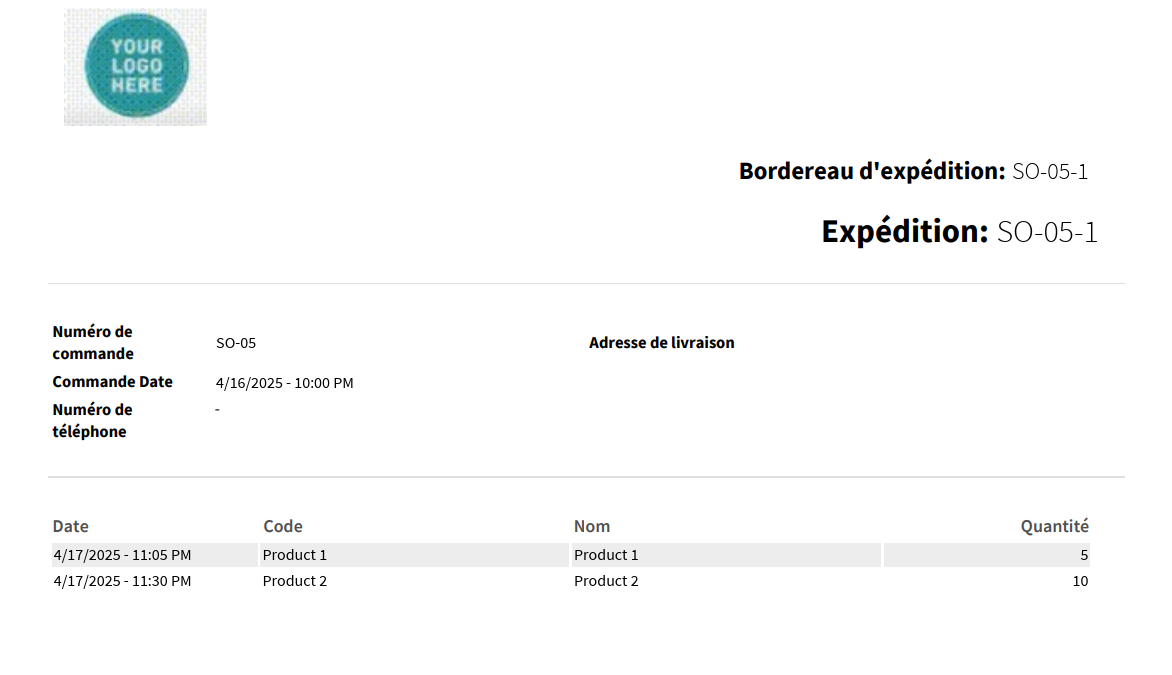 YOUR
LOGO
HERE
Bordereau d'expédition: SO-05-1
Expédition: SO-05-1
Numéro de
commande
SO-05
Adresse de livraison
Commande Date 4/16/2025 - 10:00 PM
Numéro de
téléphone
-
Date Code Nom Quantité
4/17/2025 - 11:05 PM Product 1 Product 1 5
4/17/2025 - 11:30 PM Product 2 Product 2 10